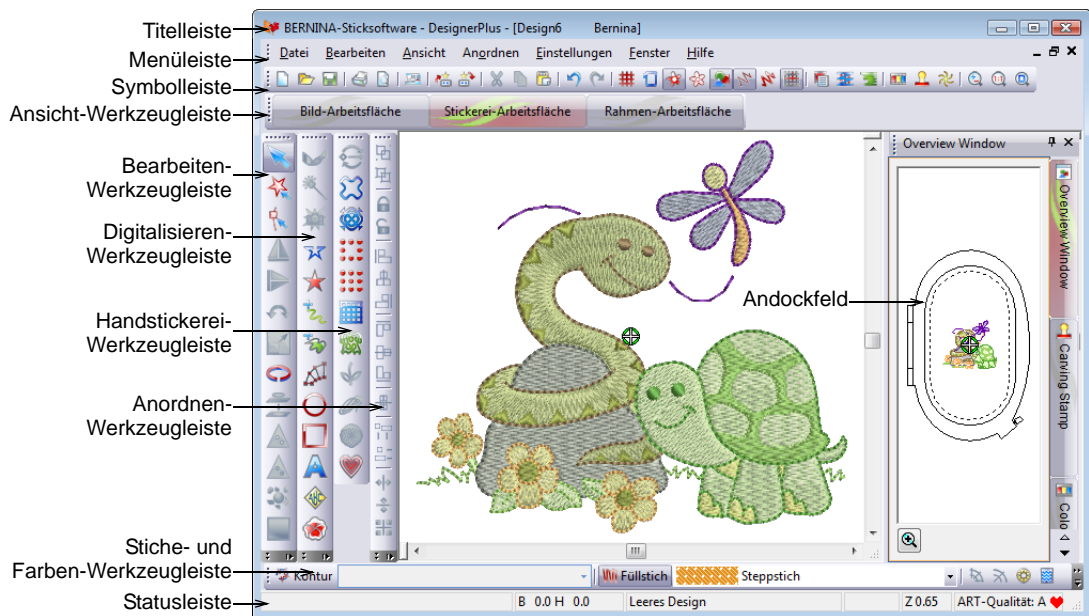 Titelleiste
BERNINA-Sticksoftware - DesignerPlus - [Design6 Bernina]
Menüleiste
Datei Bearbeiten Ansicht Anordnen Einstellungen Fenster Hilfe
Symbolleiste
Ansicht-Werkzeugleiste
Bild-Arbeitsfläche Stickerei-Arbeitsfläche Rahmen-Arbeitsfläche
Overview Window
Bearbeiten-
Werkzeugleiste
Digitalisieren-
Werkzeugleiste
Handstickerei-
Werkzeugleiste
Anordnen-
Werkzeugleiste
Andockfeld
Overview Window
Carving Stamp
Colo
ABC
Stiche- und
Farben-Werkzeugleiste
Kontur Füllstich Steppstich
Statusleiste
B 0.0 H 0.0 Leeres Design Z 0.65 ART-Qualität: A